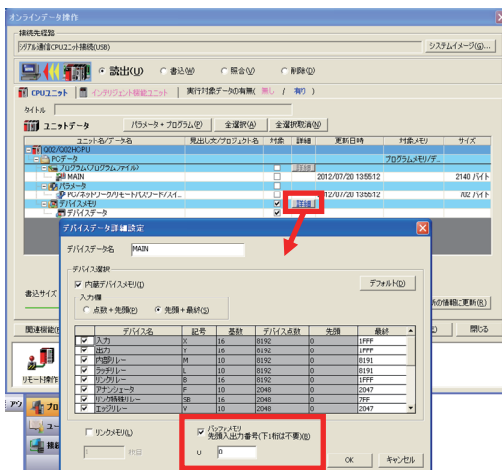 オンラインデータ操作
接続先経路
シリアル通信CPUユニット接続(USB)
システムイメージ(G)...
読出(U)
書込(W)
照合(V)
削除(D)
CPUユニット
インテリジェント機能ユニット
実行対象データの有無( 無し / 有り )
タイトル
ユニットデータ
パラメータ+プログラム(P)
全選択(A)
全選択取消(N)
ユニット名/データ名 見出し文/プロジェクト名 対象 詳細 更新日時 対象メモリ サイズ
Q02/Q02HCPU
PCデータ プログラムメモリ/デ...
プログラム(プログラムファイル) 詳細
MAIN 2012/07/20 13:55:12 2140 バイト
パラメータ
PC/ネットワーク/リモートパスワード/スイ... 2012/07/20 13:55:12 702 バイト
デバイスメモリ 詳細
デバイスデータ
デバイスデータ詳細設定
デバイスデータ名 MAIN
デバイス選択
内蔵デバイスメモリ(I)
デフォルト(D)
入力欄
点数+先頭(P)
先頭+最終(S)
書込サイズ
の情報に更新(R)
関連機能
閉じる
デバイス名 記号 基数 デバイス点数 先頭 最終
入力 X 16 8192 0 1FFF
出力 Y 16 8192 0 1FFF
内部リレー M 10 8192 0 8191
ラッチリレー L 10 8192 0 8191
リンクリレー B 16 8192 0 1FFF
アナンシェータ F 10 2048 0 2047
リンク特殊リレー SB 16 2048 0 7FF
エッジリレー V 10 2048 0 2047
リモート操作
リンクメモリ(L)
1 枚目
バッファメモリ
先頭入出力番号(下1桁は不要)(B)
U 0
OK
キャンセル
プロ
ユー
接続